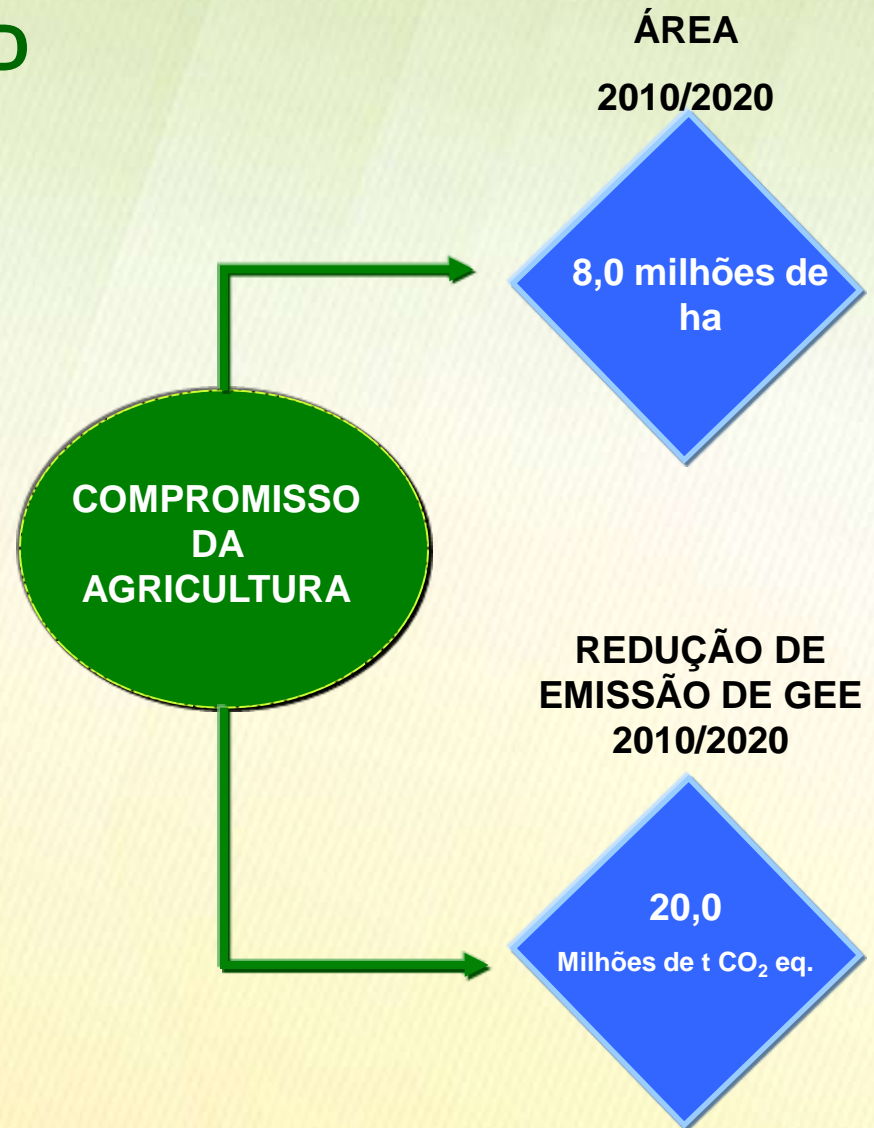 D
ÁREA
2010/2020
8,0 milhões de
ha
COMPROMISSO
DA
AGRICULTURA
REDUÇÃO DE
EMISSÃO DE GEE
2010/2020
20,0
Milhões de t CO₂ eq.